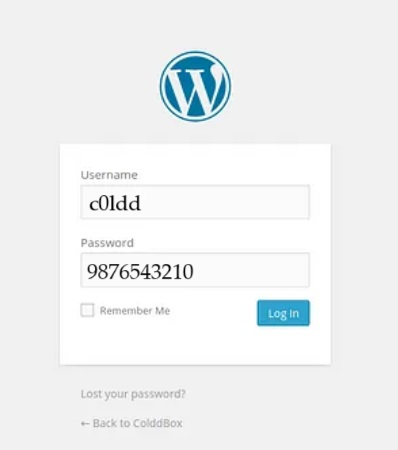 Username
c0ldd
Password
9876543210
Remember Me
Log In
Lost your password?
← Back to ColddBox